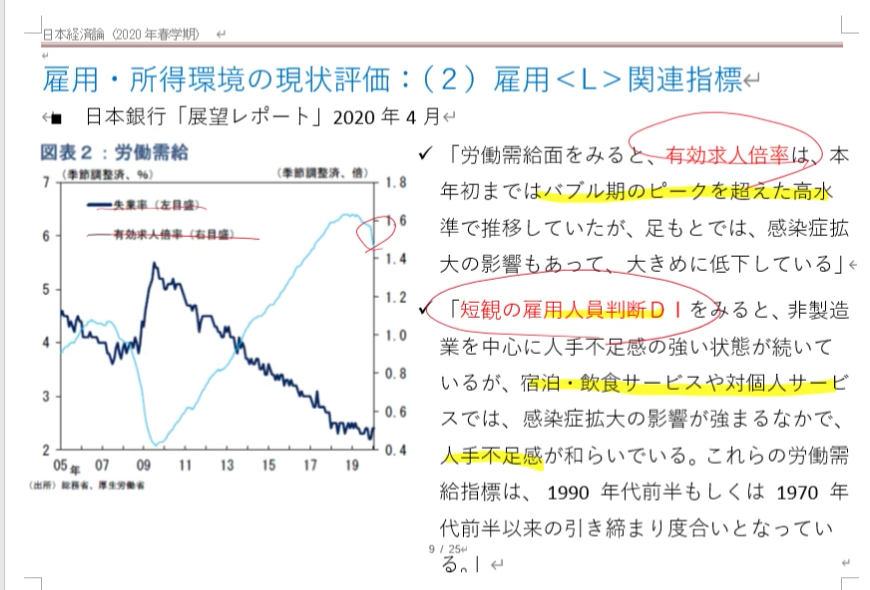 日本経済論（2020 年春学期）
雇用・所得環境の現状評価：（２）雇用＜L＞関連指標
■ 日本銀行「展望レポート」2020 年 4 月
図表２：労働需給
（季節調整済、％）
（季節調整済、倍）
7
1.8
失業率（左目盛）
有効求人倍率（右目盛）
1.6
6
1.4
5
1.2
1.0
4
0.8
3
0.6
2
0.4
05 年 07 09 11 13 15 17 19
（出所）総務省、厚生労働省
✓ 「労働需給面をみると、有効求人倍率は、本
年初まではバブル期のピークを超えた高水
準で推移していたが、足もとでは、感染症拡
大の影響もあって、大きめに低下している」
✓ 「短観の雇用人員判断ＤＩをみると、非製造
業を中心に人手不足感の強い状態が続いて
いるが、宿泊・飲食サービスや対個人サービ
スでは、感染症拡大の影響が強まるなかで、
人手不足感が和らいでいる。これらの労働需
給指標は、1990 年代前半もしくは 1970 年
代前半以来の引き締まり度合いとなってい
る。
9 / 25